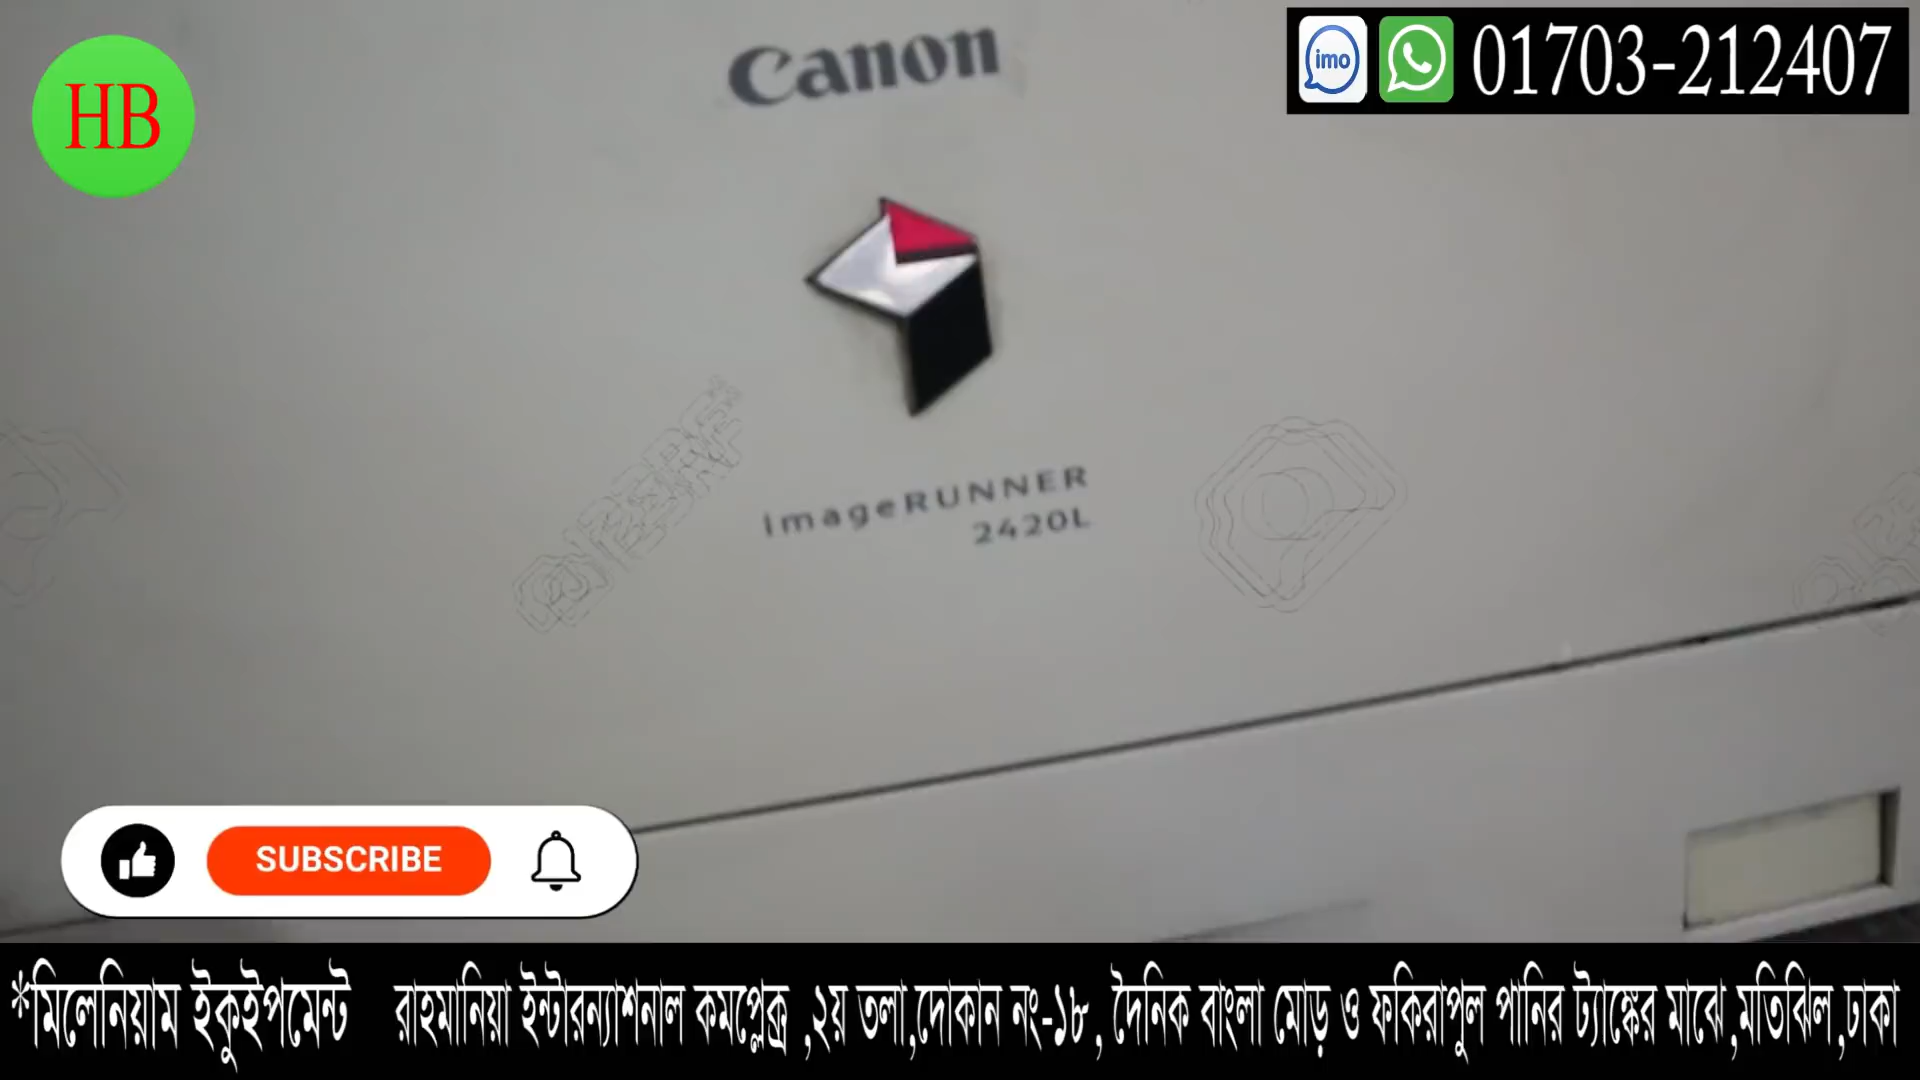 HB
Canon
imo 01703-212407
imageRUNNER
2420L
SUBSCRIBE
*মিলেনিয়াম ইকুইপমেন্ট রাহমানিয়া ইন্টারন্যাশনাল কমপ্লেক্স ,২য় তলা,দোকান নং-১৮, দৈনিক বাংলা মোড় ও ফকিরাপুল পানির ট্যাঙ্কের মাঝে,মতিঝিল,ঢাকা